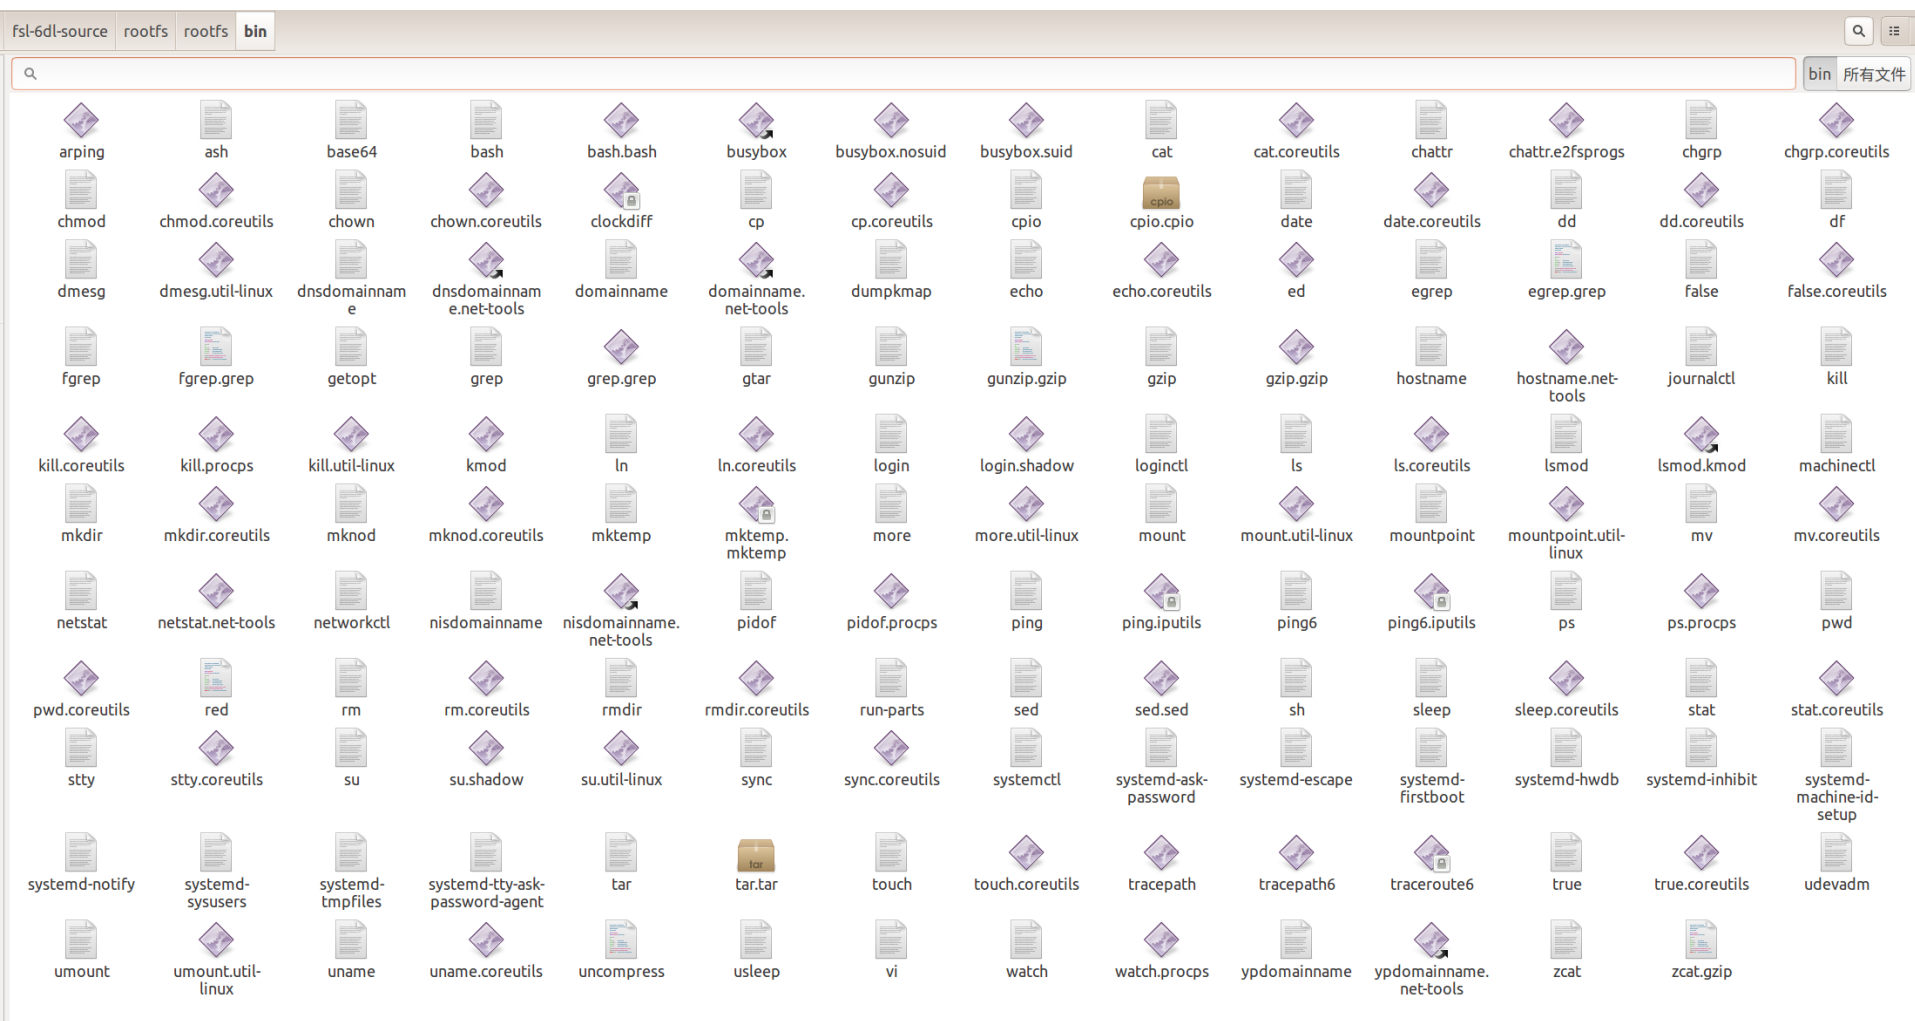 fsl-6dl-source rootfs rootfs bin
bin 所有文件
arping ash base64 bash bash.bash busybox busybox.nosuid busybox.suid cat cat.coreutils chattr chattr.e2fsprogs chgrp chgrp.coreutils
chmod chmod.coreutils chown chown.coreutils clockdiff cp cp.coreutils cpio cpio.cpio date date.coreutils dd dd.coreutils df
dmesg dmesg.util-linux dnsdomainnam dnsdomainnam domainname domainname. dumpkmap echo echo.coreutils ed egrep egrep.grep false false.coreutils
e e.net-tools net-tools
fgrep fgrep.grep getopt grep grep.grep gtar gunzip gunzip.gzip gzip gzip.gzip hostname hostname.net- journalctl kill
tools
kill.coreutils kill.procps kill.util-linux kmod ln ln.coreutils login login.shadow loginctl ls ls.coreutils lsmod lsmod.kmod machinectl
mkdir mkdir.coreutils mknod mknod.coreutils mktemp mktemp. more more.util-linux mount mount.util-linux mountpoint mountpoint.util- mv mv.coreutils
mktemp linux
netstat netstat.net-tools networkctl nisdomainname nisdomainname. pidof pidof.procps ping ping.iputils ping6 ping6.iputils ps ps.procps pwd
net-tools
pwd.coreutils red rm rm.coreutils rmdir rmdir.coreutils run-parts sed sed.sed sh sleep sleep.coreutils stat stat.coreutils
stty stty.coreutils su su.shadow su.util-linux sync sync.coreutils systemctl systemd-ask- systemd-escape systemd- systemd-hwdb systemd-inhibit systemd-
password firstboot machine-id-
setup
systemd-notify systemd- systemd- systemd-tty-ask- tar tar.tar touch touch.coreutils tracepath tracepath6 traceroute6 true true.coreutils udevadm
sysusers tmpfiles password-agent
umount umount.util- uname uname.coreutils uncompress usleep vi watch watch.procps ypdomainname ypdomainname. zcat zcat.gzip
linux net-tools
cpio
tar